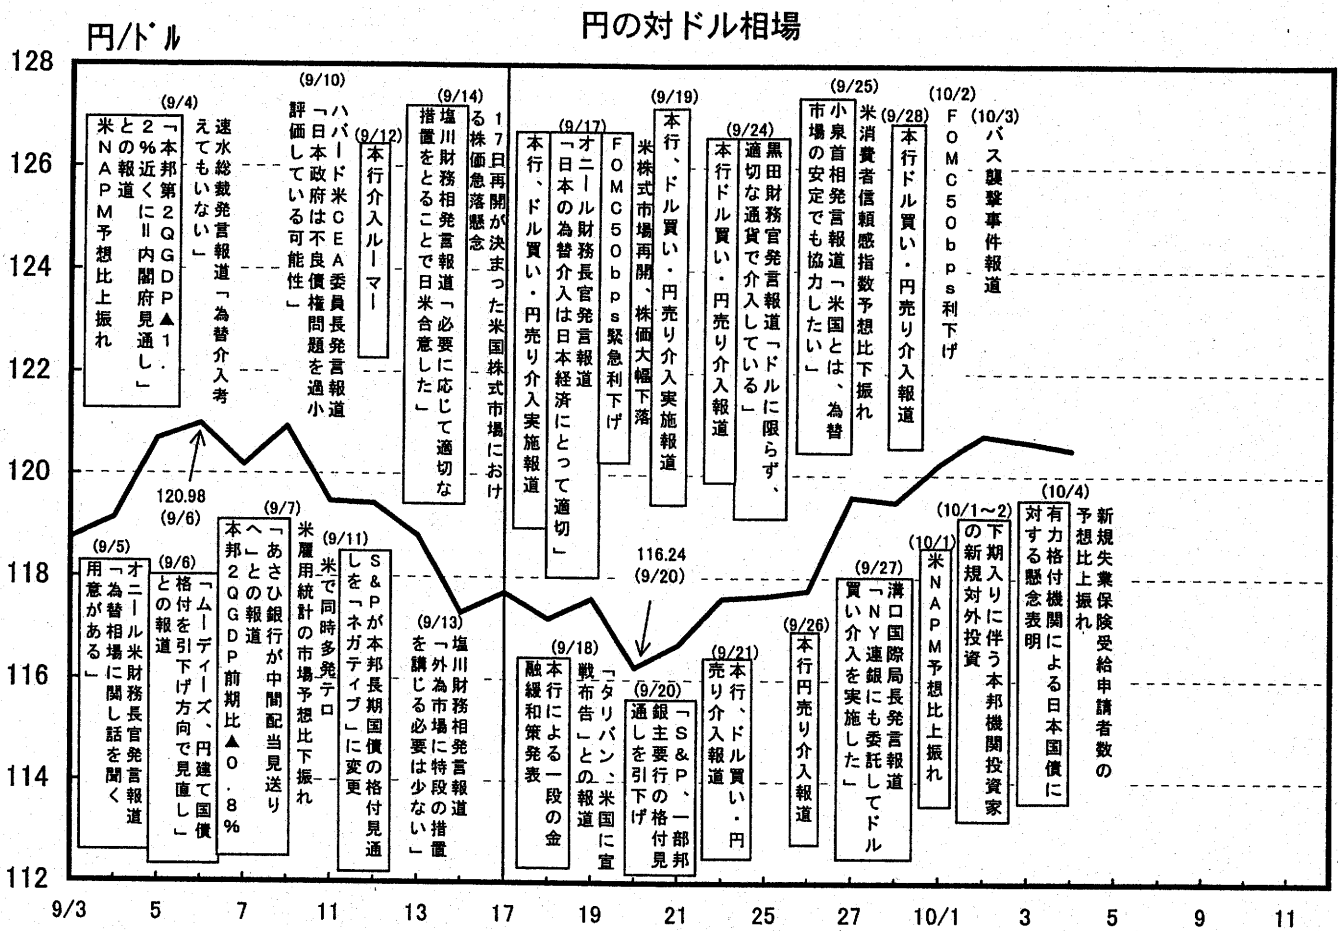 円の対ドル相場
円/ドル
128
126
124
122
120
118
116
114
112
(9/4)
「本邦第2QGDP▲1.
2%近くに=内閣府見通し」
との報道
米NAPM予想比上振れ
速水総裁発言報道「為替介入考
えてもいない」
(9/10)
ハバード米CEA委員長発言報道
「日本政府は不良債権問題を過小
評価している可能性」
(9/12)
本行介入ルーマー
(9/14)
塩川財務相発言報道「必要に応じて適切な
措置をとることで日米合意した」
17日再開が決まった米国株式市場におけ
る株価急落懸念
(9/17)
本行、ドル買い・円売り介入実施報道
オニール財務長官発言報道
「日本の為替介入は日本経済にとって適切」
FOMC50bps緊急利下げ
米株式市場再開、株価大幅下落
(9/19)
本行、ドル買い・円売り介入実施報道
(9/24)
本行ドル買い・円売り介入報道
黒田財務官発言報道「ドルに限らず、
適切な通貨で介入している」
(9/25)
小泉首相発言報道「米国とは、為替
市場の安定でも協力したい」
米消費者信頼感指数予想比下振れ
(9/28)
本行ドル買い・円売り介入報道
(10/2)
FOMC50bps利下げ
(10/3)
バス襲撃事件報道
120.98
(9/6)
116.24
(9/20)
(9/5)
オニール米財務長官発言報道
「為替相場に関し話を聞く
用意がある」
(9/6)
「ムーディーズ、円建て国債
格付を引下げ方向で見直し」
との報道
(9/7)
「あさひ銀行が中間配当見送り
へ」との報道
本邦2QGDP前期比▲0.8%
米雇用統計の市場予想比下振れ
(9/11)
米で同時多発テロ
S&Pが本邦長期国債の格付見通
しを「ネガティブ」に変更
(9/13)
塩川財務相発言報道
「外為市場に特段の措置
を講じる必要は少ない」
(9/18)
本行による一段の金
融緩和策発表
「タリバン、米国に宣
戦布告」との報道
(9/20)
「S&P、一部邦
銀主要行の格付見
通しを引下げ
(9/21)
本行、ドル買い・円
売り介入報道
(9/26)
本行円売り介入報道
(9/27)
溝口国際局長発言報道
「NY連銀にも委託してドル
買い介入を実施した」
(10/1)
米NAPM予想比上振れ
(10/1~2)
下期入りに伴う本邦機関投資家
の新規対外投資
(10/4)
有力格付機関による日本国債に
対する懸念表明
新規失業保険受給申請者数の
予想比上振れ
9/3
5
7
11
13
17
19
21
25
27
10/1
3
5
9
11